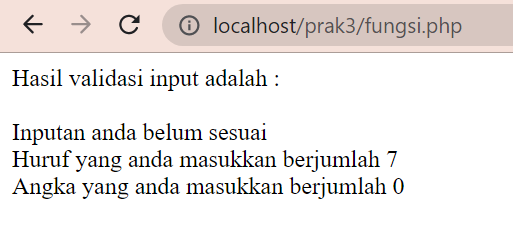 localhost/prak3/fungsi.php
Hasil validasi input adalah :
Inputan anda belum sesuai
Huruf yang anda masukkan berjumlah 7
Angka yang anda masukkan berjumlah 0